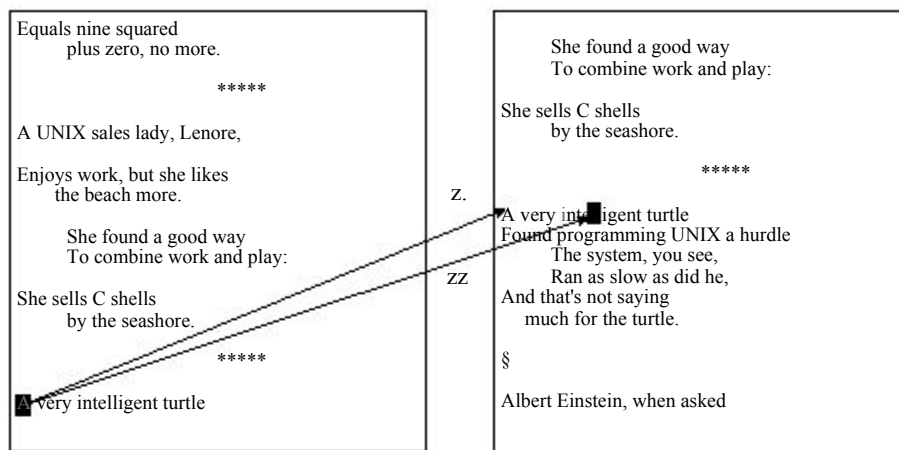 Equals nine squared
plus zero, no more.
*****
A UNIX sales lady, Lenore,
Enjoys work, but she likes
the beach more.
She found a good way
To combine work and play:
She sells C shells
by the seashore.
*****
A very intelligent turtle
z.
zz
She found a good way
To combine work and play:
She sells C shells
by the seashore.
*****
A very intelligent turtle
Found programming UNIX a hurdle
The system, you see,
Ran as slow as did he,
And that's not saying
much for the turtle.
§
Albert Einstein, when asked